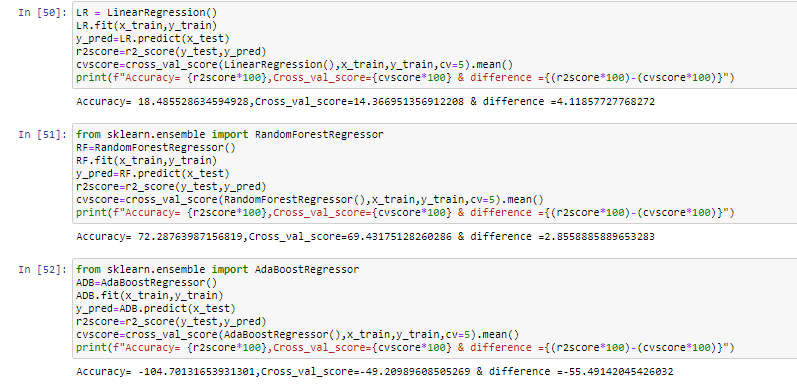 In [50]: LR = LinearRegression()
LR.fit(x_train,y_train)
y_pred=LR.predict(x_test)
r2score=r2_score(y_test,y_pred)
cvscore=cross_val_score(LinearRegression(),x_train,y_train,cv=5).mean()
print(f"Accuracy= {r2score*100},Cross_val_score={cvscore*100} & difference ={(r2score*100)-(cvscore*100)}")
Accuracy= 18.485528634594928,Cross_val_score=14.366951356912208 & difference =4.11857727768272
In [51]: from sklearn.ensemble import RandomForestRegressor
RF=RandomForestRegressor()
RF.fit(x_train,y_train)
y_pred=RF.predict(x_test)
r2score=r2_score(y_test,y_pred)
cvscore=cross_val_score(RandomForestRegressor(),x_train,y_train,cv=5).mean()
print(f"Accuracy= {r2score*100},Cross_val_score={cvscore*100} & difference ={(r2score*100)-(cvscore*100)}")
Accuracy= 72.28763987156819,Cross_val_score=69.43175128260286 & difference =2.8558885889653283
In [52]: from sklearn.ensemble import AdaBoostRegressor
ADB=AdaBoostRegressor()
ADB.fit(x_train,y_train)
y_pred=ADB.predict(x_test)
r2score=r2_score(y_test,y_pred)
cvscore=cross_val_score(AdaBoostRegressor(),x_train,y_train,cv=5).mean()
print(f"Accuracy= {r2score*100},Cross_val_score={cvscore*100} & difference ={(r2score*100)-(cvscore*100)}")
Accuracy= -104.70131653931301,Cross_val_score=-49.20989608505269 & difference =-55.49142045426032